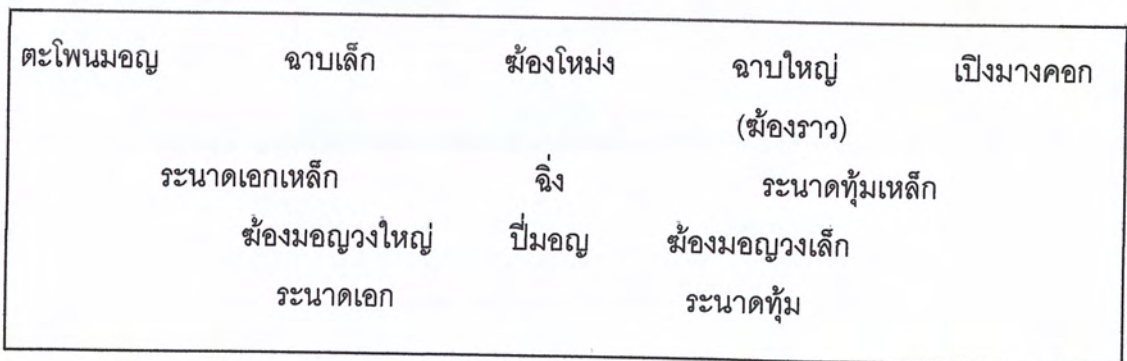 ตะโพนมอญ ฉาบเล็ก ฆ้องโหม่ง ฉาบใหญ่ เปิงมางคอก
(ฆ้องราว)
ระนาดเอกเหล็ก ฉิ่ง ระนาดทุ้มเหล็ก
ฆ้องมอญวงใหญ่ ปี่มอญ ฆ้องมอญวงเล็ก
ระนาดเอก ระนาดทุ้ม